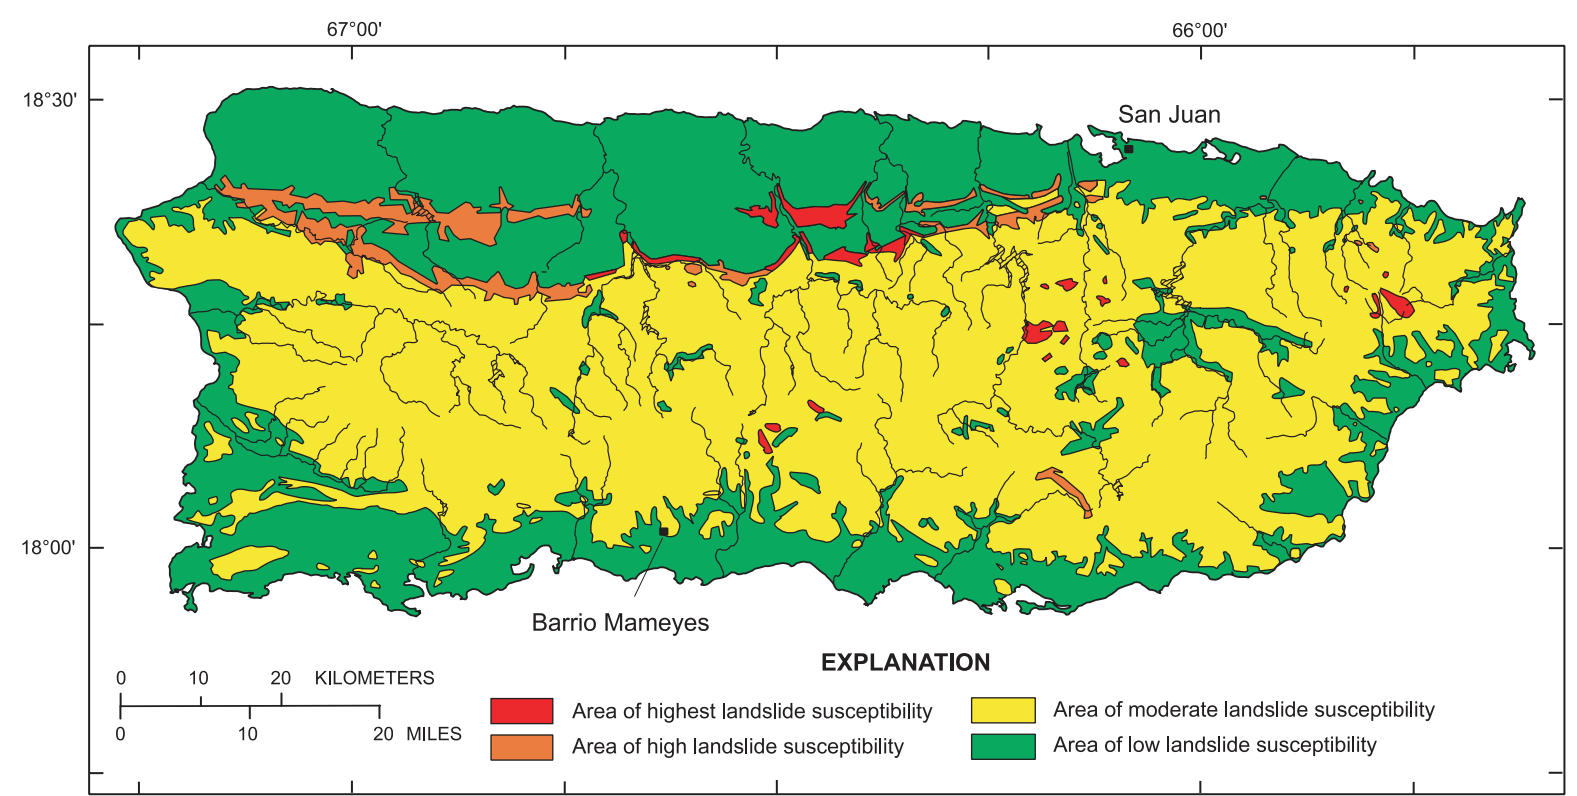 67°00' 66°00'
18°30'
San Juan
18°00'
Barrio Mameyes
EXPLANATION
0 10 20 KILOMETERS
0 10 20 MILES
Area of highest landslide susceptibility
Area of high landslide susceptibility
Area of moderate landslide susceptibility
Area of low landslide susceptibility